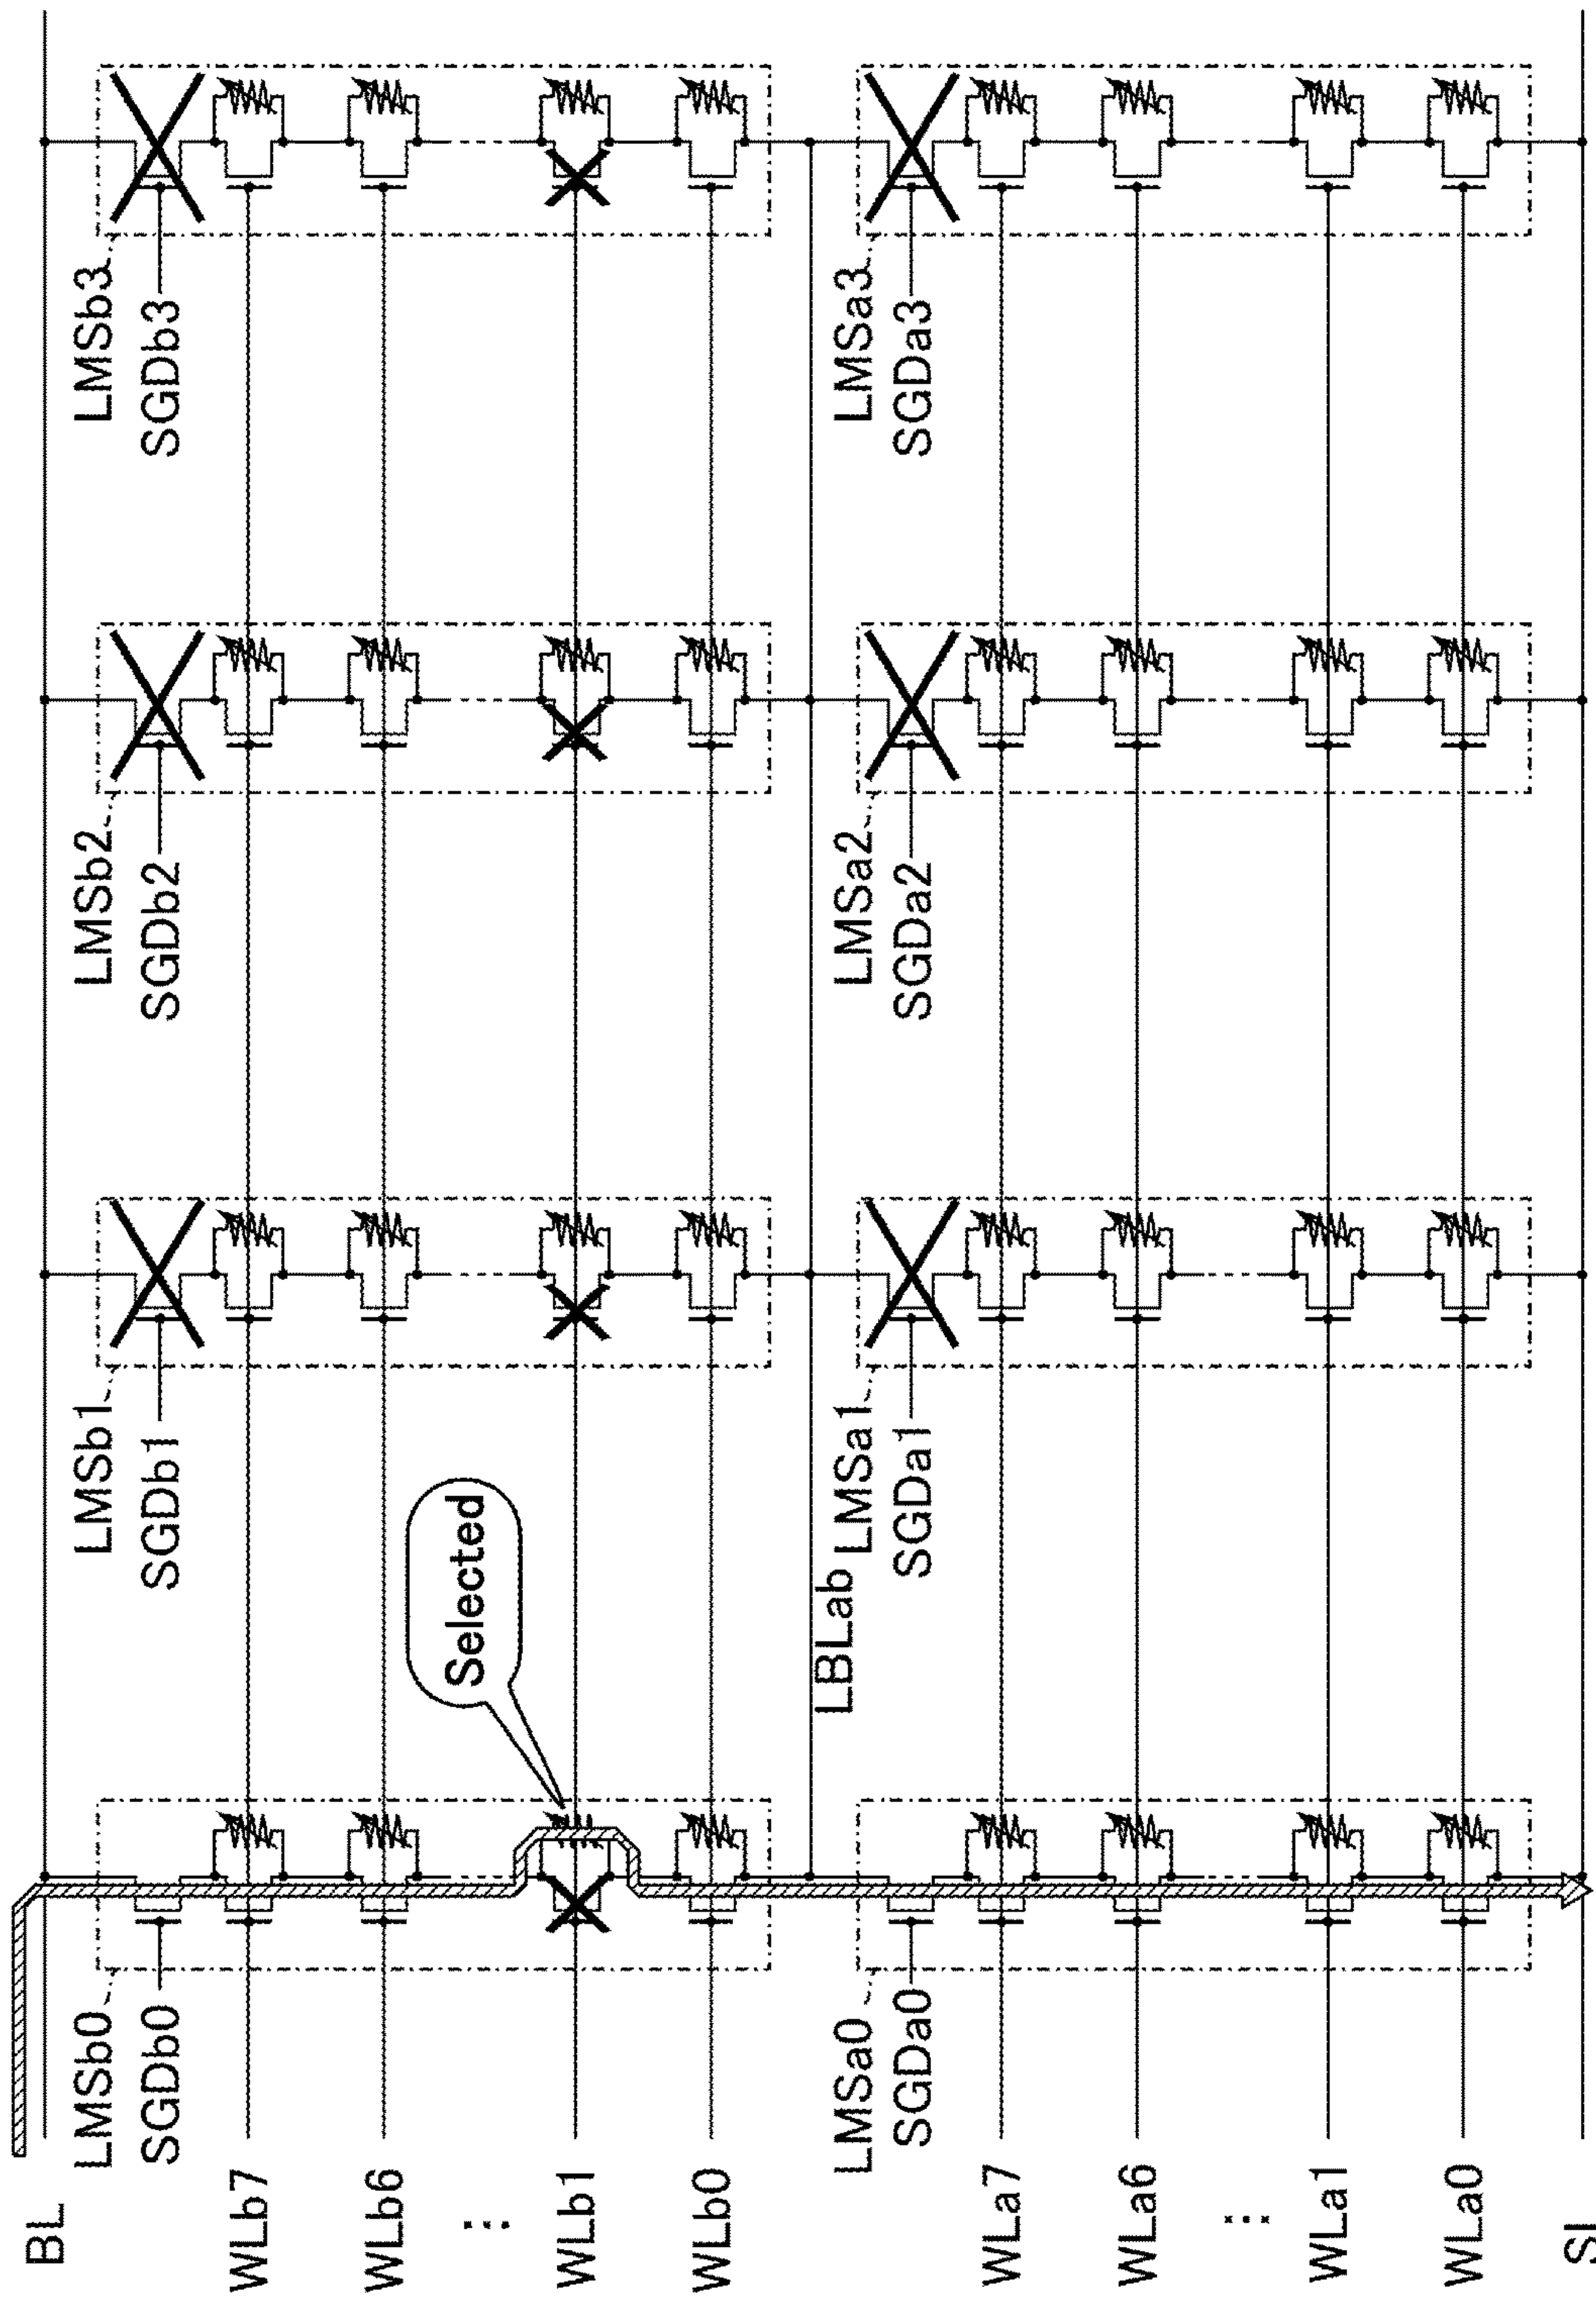 BL
LMSb0
SGDb0
LMSb1
SGDb1
LMSb2
SGDb2
LMSb3
SGDb3
WLb7
WLb6
⋮
Selected
WLb1
WLb0
LBLab
LMSa0
SGDa0
LMSa1
SGDa1
LMSa2
SGDa2
LMSa3
SGDa3
WLa7
WLa6
⋮
WLa1
WLa0